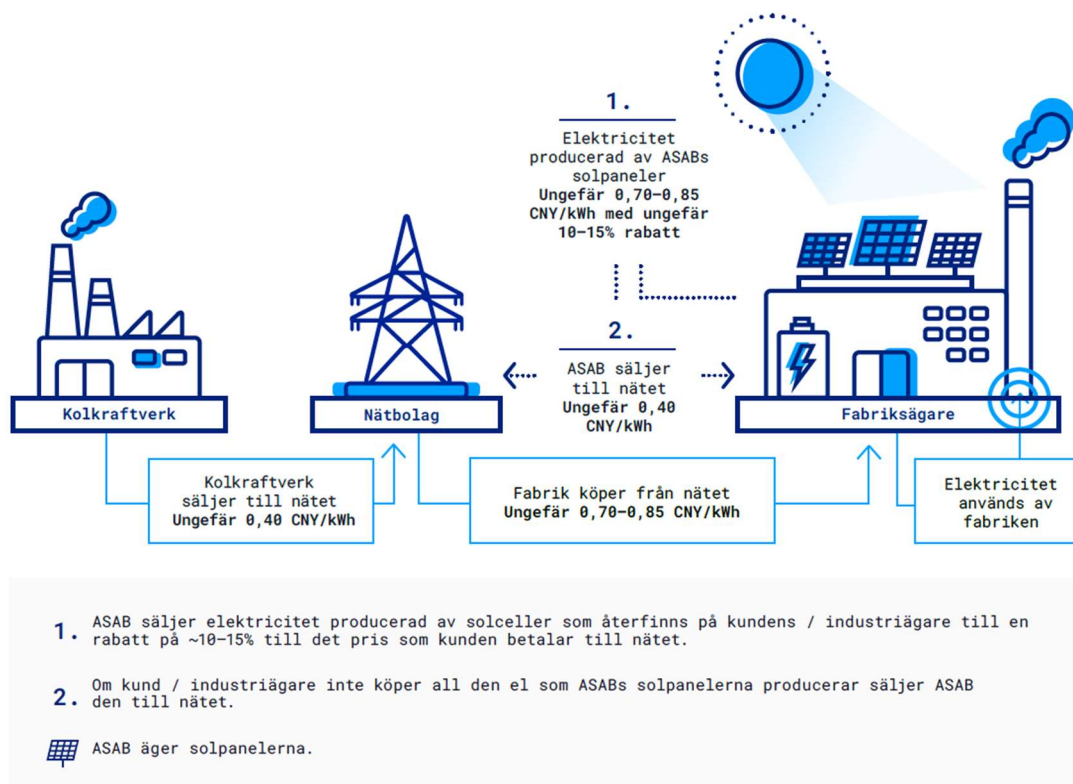 1.
Elektricitet
producerad av ASABs
solpaneler
Ungefär 0,70–0,85
CNY/kWh med ungefär
10–15% rabatt
2.
ASAB säljer
till nätet
Ungefär 0,40
CNY/kWh
Kolkraftverk
Nätbolag
Fabriksägare
Kolkraftverk
säljer till nätet
Ungefär 0,40 CNY/kWh
Fabrik köper från nätet
Ungefär 0,70–0,85 CNY/kWh
Elektricitet
används av
fabriken
1. ASAB säljer elektricitet producerad av solceller som återfinns på kundens / industriägare till en
rabatt på ~10–15% till det pris som kunden betalar till nätet.
2. Om kund / industriägare inte köper all den el som ASABs solpanelerna producerar säljer ASAB
den till nätet.
ASAB äger solpanelerna.